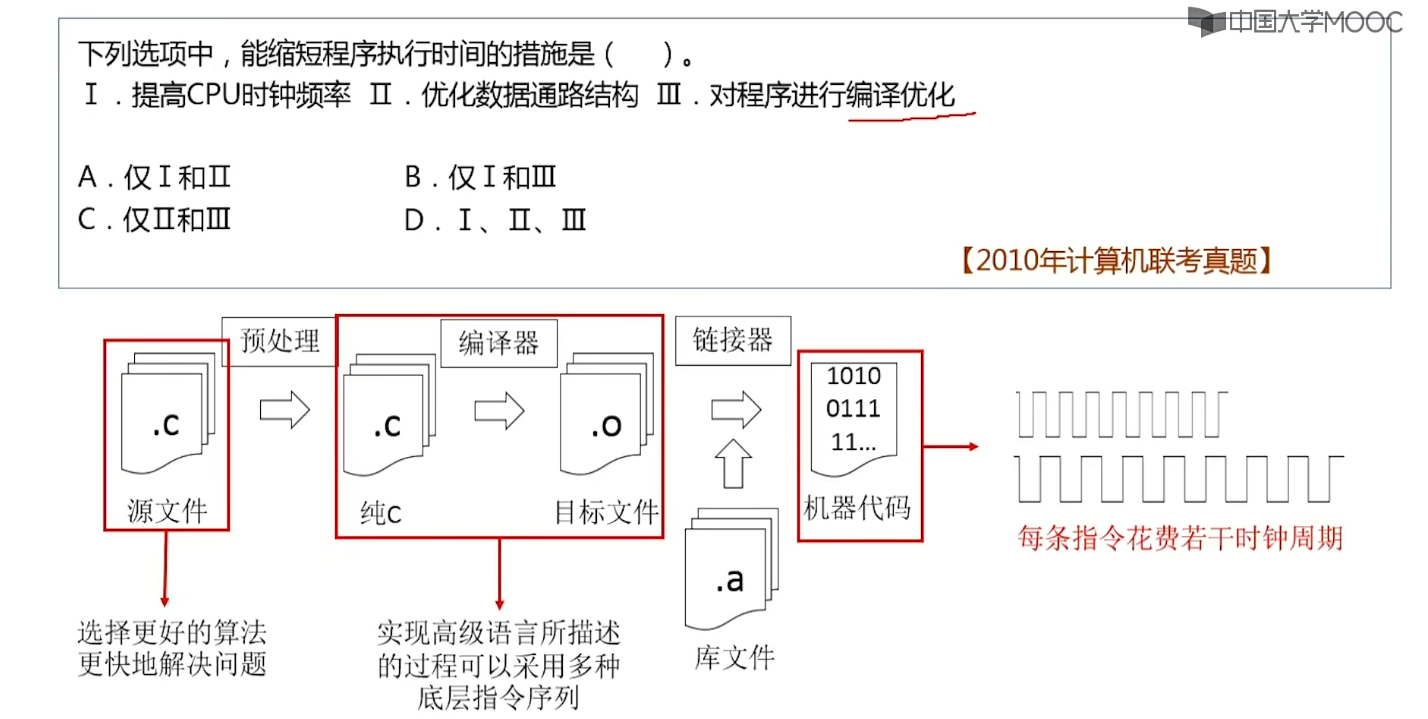 中国大学MOOC
下列选项中，能缩短程序执行时间的措施是（　　）。
Ⅰ．提高CPU时钟频率 Ⅱ．优化数据通路结构 Ⅲ．对程序进行编译优化
A．仅Ⅰ和Ⅱ B．仅Ⅰ和Ⅲ
C．仅Ⅱ和Ⅲ D．Ⅰ、Ⅱ、Ⅲ
【2010年计算机联考真题】
预处理 编译器 链接器
.c .c .o
1010
0111
11...
源文件 纯c 目标文件 机器代码
每条指令花费若干时钟周期
.a
库文件
选择更好的算法
更快地解决问题
实现高级语言所描述
的过程可以采用多种
底层指令序列